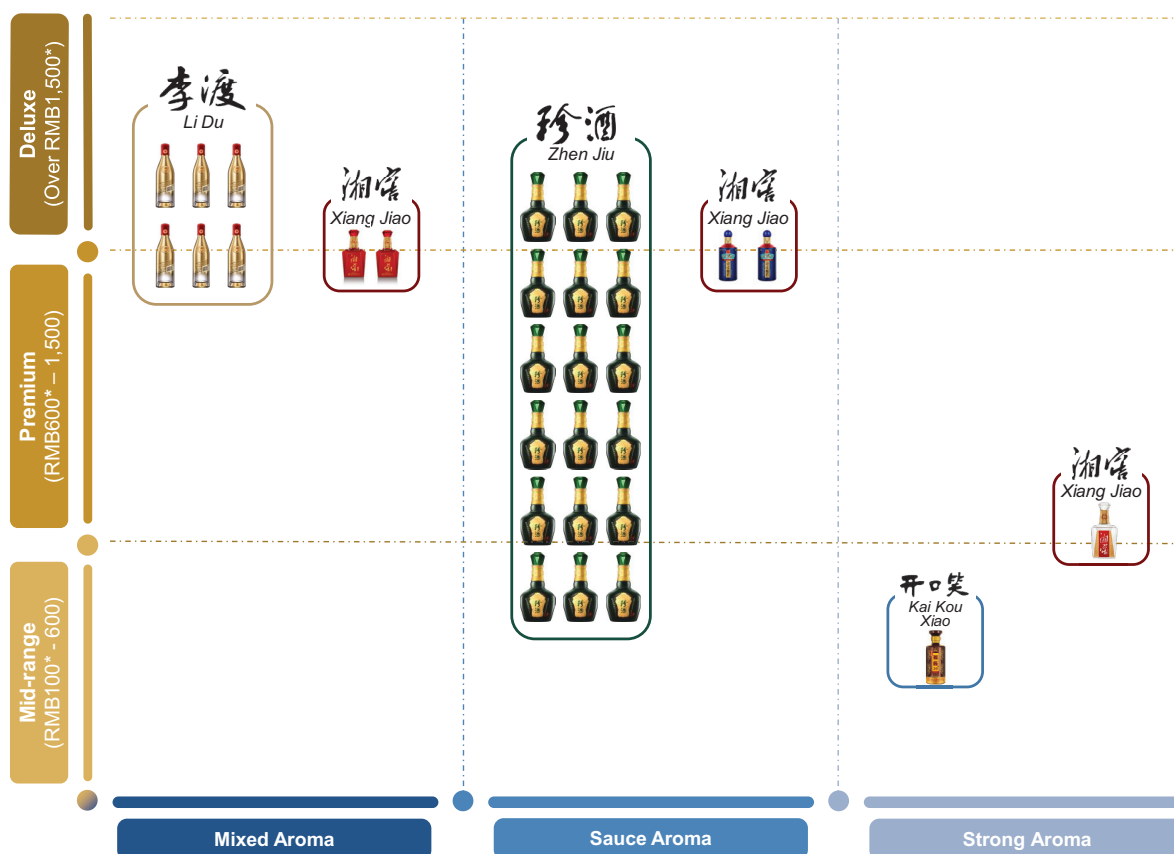 Deluxe
(Over RMB1,500*)
李渡
Li Du
湘窖
Xiang Jiao
珍酒
Zhen Jiu
湘窖
Xiang Jiao
Premium
(RMB600* – 1,500)
湘窖
Xiang Jiao
Mid-range
(RMB100* - 600)
开口笑
Kai Kou
Xiao
Mixed Aroma
Sauce Aroma
Strong Aroma